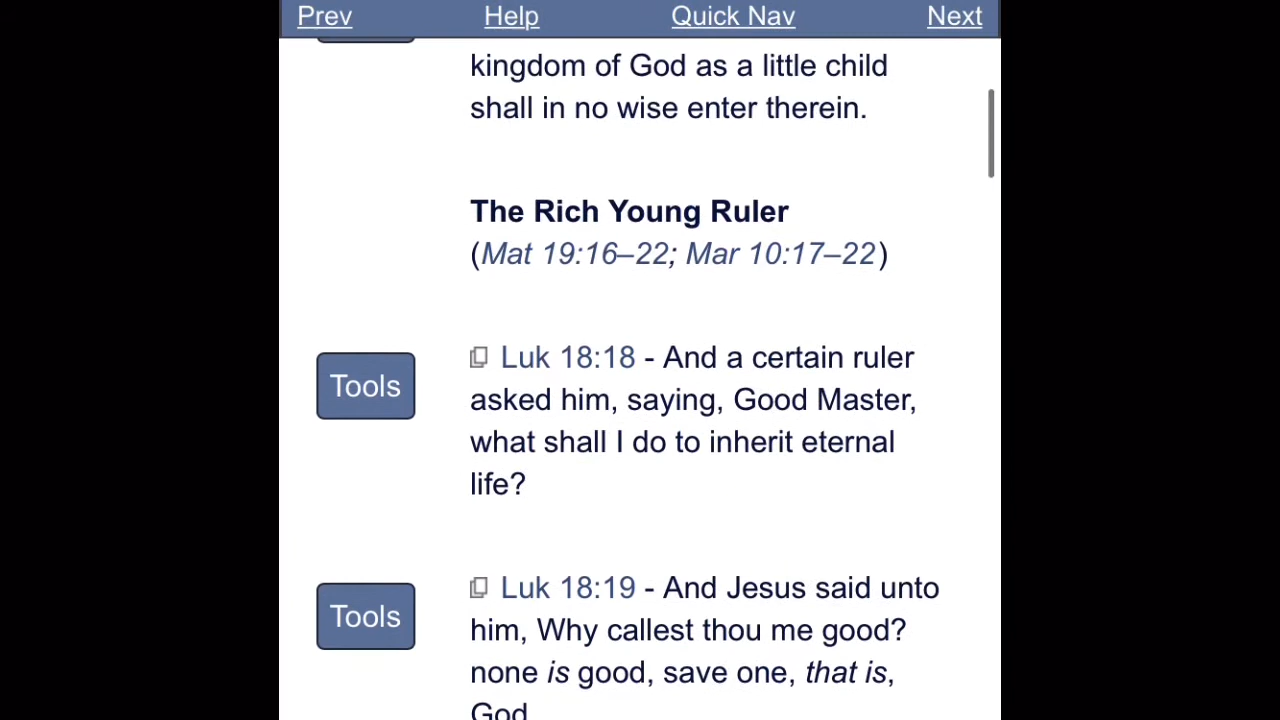 Prev Help Quick Nav Next
kingdom of God as a little child
shall in no wise enter therein.
The Rich Young Ruler
(Mat 19:16–22; Mar 10:17–22)
Luk 18:18 - And a certain ruler
Tools
asked him, saying, Good Master,
what shall I do to inherit eternal
life?
Luk 18:19 - And Jesus said unto
Tools
him, Why callest thou me good?
none is good, save one, that is,
God